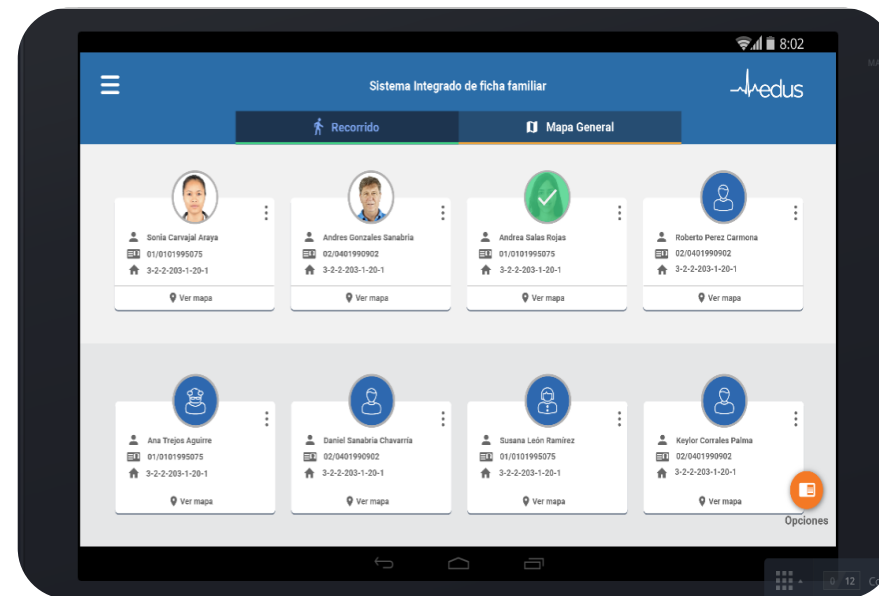 8:02
MA
Sistema Integrado de ficha familiar
edus
Recorrido
Mapa General
Sonia Carvajal Araya
01/0101995075
3-2-2-203-1-20-1
Ver mapa
Andres Gonzales Sanabria
02/0401990902
3-2-2-203-1-20-1
Ver mapa
Andrea Salas Rojas
01/0101995075
3-2-2-203-1-20-1
Ver mapa
Roberto Perez Carmona
02/0401990902
3-2-2-203-1-20-1
Ver mapa
Ana Trejos Aguirre
01/0101995075
3-2-2-203-1-20-1
Ver mapa
Daniel Sanabria Chavarría
02/0401990902
3-2-2-203-1-20-1
Ver mapa
Susana León Ramírez
01/0101995075
3-2-2-203-1-20-1
Ver mapa
Keylor Corrales Palma
02/0401990902
3-2-2-203-1-20-1
Ver mapa
Opciones
0 12 Co